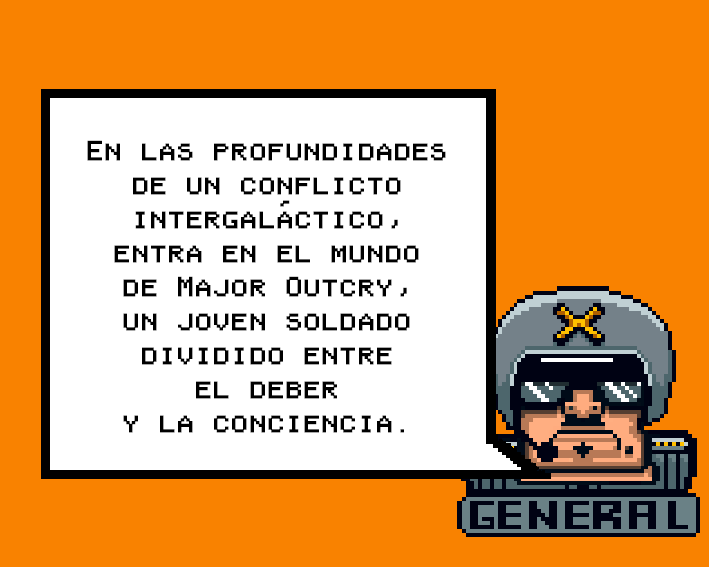 En las profundidades
de un conflicto
intergaláctico,
entra en el mundo
de Major Outcry,
un joven soldado
dividido entre
el deber
y la conciencia.
GENERAL